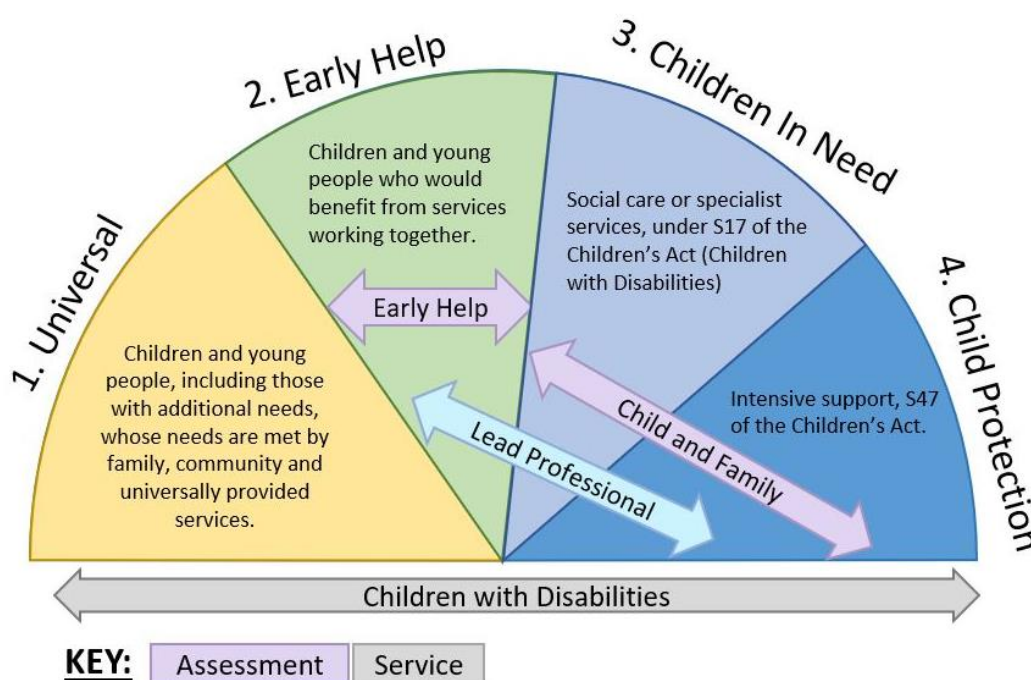 1. Universal
2. Early Help
3. Children In Need
4. Child Protection
Children and young
people, including those
with additional needs,
whose needs are met by
family, community and
universally provided
services.
Children and young
people who would
benefit from services
working together.
Early Help
Social care or specialist
services, under S17 of the
Children’s Act (Children
with Disabilities)
Intensive support, S47
of the Children’s Act.
Lead Professional
Child and Family
Children with Disabilities
KEY:
Assessment
Service